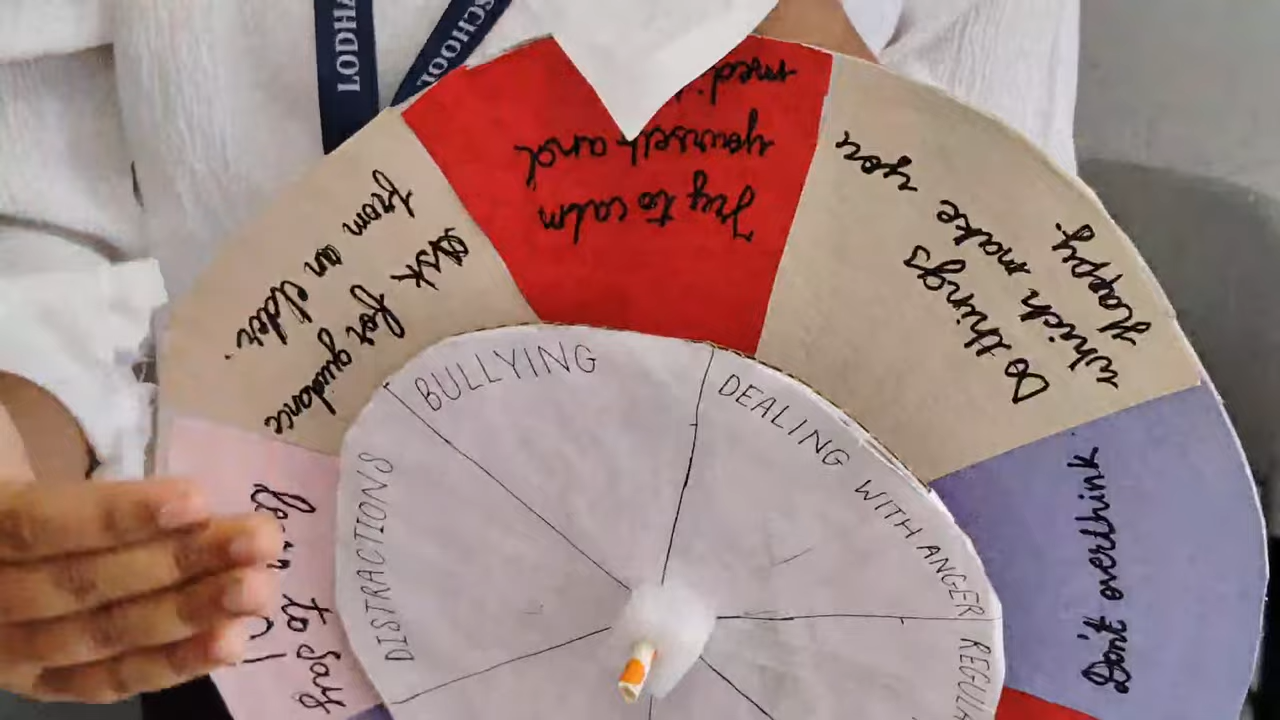 LODHA
SCHOOL
Try to calm
yourself and
Do things
which make you
Happy.
Ask for guidance
from an elder.
Don't overthink
to say
BULLYING
DEALING WITH ANGER
DISTRACTIONS